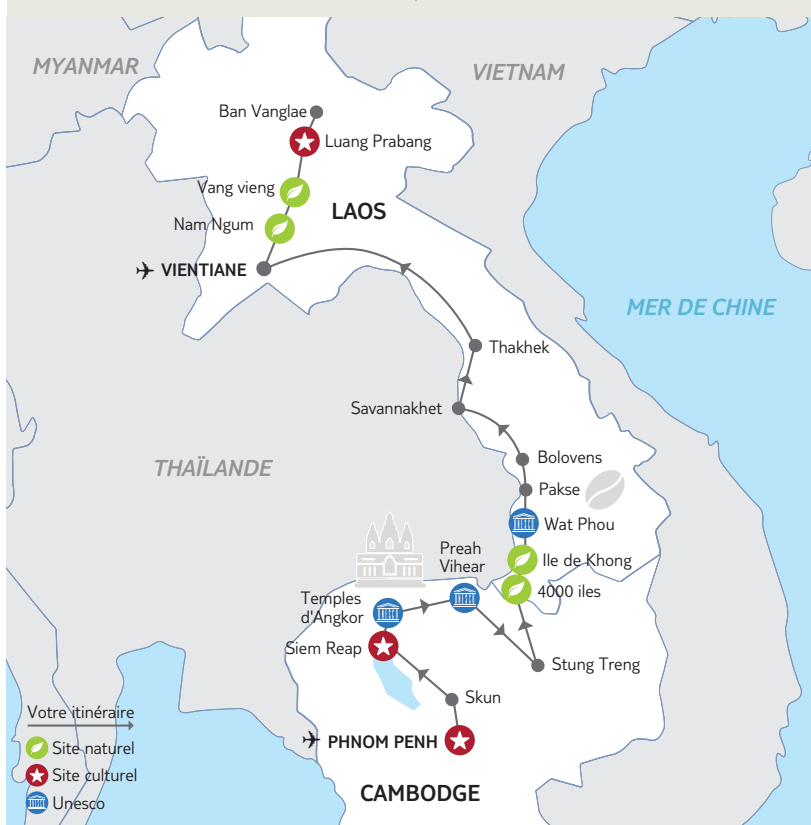 MYANMAR
VIETNAM
Ban Vanglae
Luang Prabang
Vang vieng
LAOS
Nam Ngum
VIENTIANE
MER DE CHINE
Thakhek
Savannakhet
THAÏLANDE
Bolovens
Pakse
Wat Phou
Preah
Vihear
Ile de Khong
4000 iles
Temples
d'Angkor
Siem Reap
Stung Treng
Skun
PHNOM PENH
CAMBODGE
Votre itinéraire
Site naturel
Site culturel
Unesco